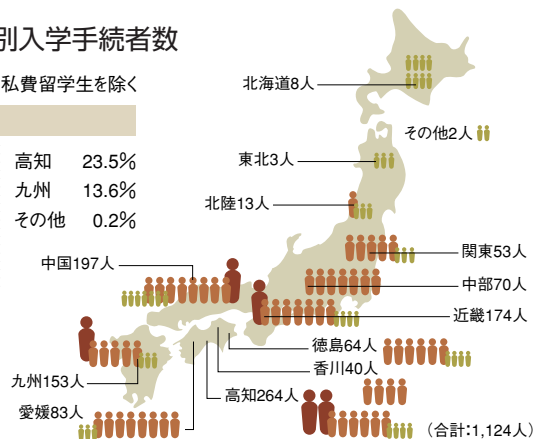 別入学手続者数
私費留学生を除く
高知 23.5%
九州 13.6%
その他 0.2%
北海道8人
その他2人
東北3人
北陸13人
関東53人
中国197人
中部70人
近畿174人
徳島64人
香川40人
九州153人
高知264人
愛媛83人
(合計:1,124人)